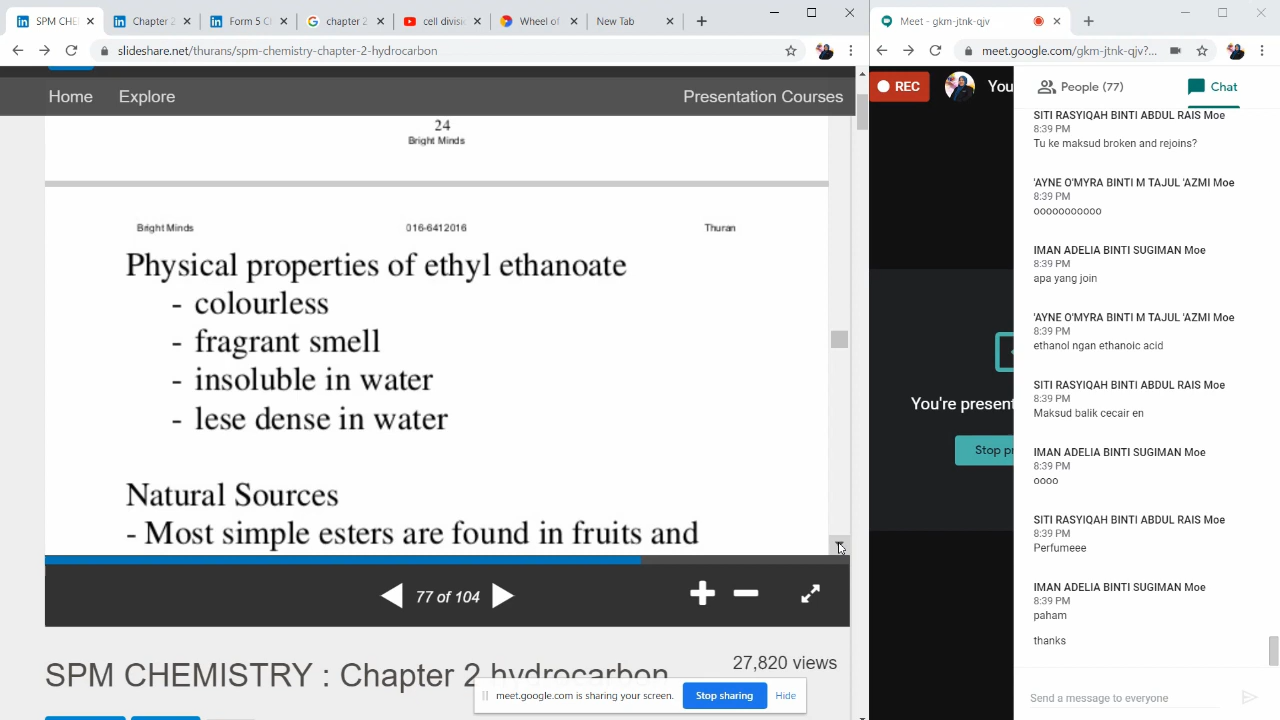 SPM CHE
Chapter 2
Form 5 Cl
chapter 2
cell divisi
Wheel of
New Tab
slideshare.net/thurans/spm-chemistry-chapter-2-hydrocarbon
Home
Explore
Presentation Courses
24
Bright Minds
Bright Minds
016-6412016
Thuran
Physical properties of ethyl ethanoate
- colourless
- fragrant smell
- insoluble in water
- lese dense in water
Natural Sources
- Most simple esters are found in fruits and
77 of 104
SPM CHEMISTRY : Chapter 2 hydrocarbon
27,820 views
meet.google.com is sharing your screen.
Stop sharing
Hide
Meet - gkm-jtnk-qjv
meet.google.com/gkm-jtnk-qjv?...
REC
You
You're present
Stop pr
People (77)
Chat
SITI RASYIQAH BINTI ABDUL RAIS Moe
8:39 PM
Tu ke maksud broken and rejoins?
'AYNE O'MYRA BINTI M TAJUL 'AZMI Moe
8:39 PM
ooooooooooo
IMAN ADELIA BINTI SUGIMAN Moe
8:39 PM
apa yang join
'AYNE O'MYRA BINTI M TAJUL 'AZMI Moe
8:39 PM
ethanol ngan ethanoic acid
SITI RASYIQAH BINTI ABDUL RAIS Moe
8:39 PM
Maksud balik cecair en
IMAN ADELIA BINTI SUGIMAN Moe
8:39 PM
oooo
SITI RASYIQAH BINTI ABDUL RAIS Moe
8:39 PM
Perfumeee
IMAN ADELIA BINTI SUGIMAN Moe
8:39 PM
paham
thanks
Send a message to everyone